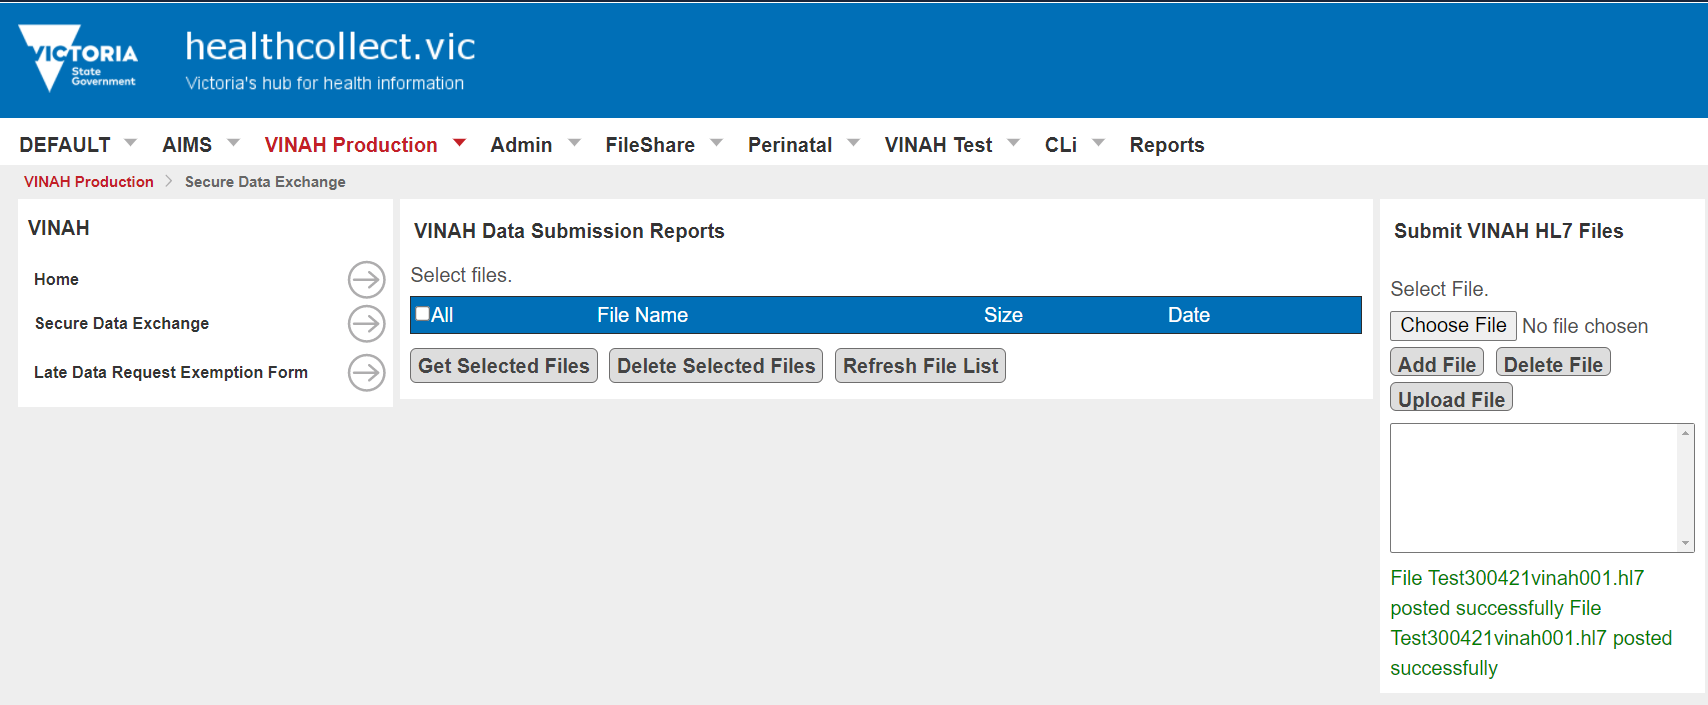 VICTORIA
State
Government
healthcollect.vic
Victoria's hub for health information
DEFAULT AIMS VINAH Production Admin FileShare Perinatal VINAH Test CLi Reports
VINAH Production Secure Data Exchange
VINAH
Home
Secure Data Exchange
Late Data Request Exemption Form
VINAH Data Submission Reports
Select files.
All File Name Size Date
Get Selected Files Delete Selected Files Refresh File List
Submit VINAH HL7 Files
Select File.
Choose File No file chosen
Add File Delete File
Upload File
File Test300421vinah001.hl7
posted successfully File
Test300421vinah001.hl7 posted
successfully